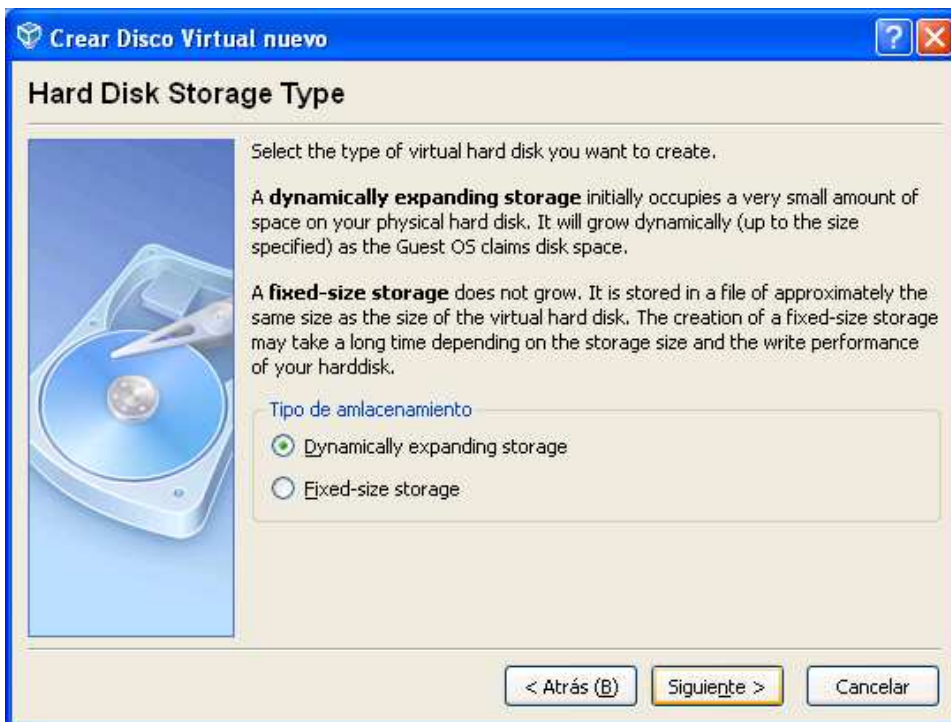 Crear Disco Virtual nuevo
Hard Disk Storage Type
Select the type of virtual hard disk you want to create.
A dynamically expanding storage initially occupies a very small amount of
space on your physical hard disk. It will grow dynamically (up to the size
specified) as the Guest OS claims disk space.
A fixed-size storage does not grow. It is stored in a file of approximately the
same size as the size of the virtual hard disk. The creation of a fixed-size storage
may take a long time depending on the storage size and the write performance
of your harddisk.
Tipo de amlacenamiento
Dynamically expanding storage
Fixed-size storage
< Atrás (B) Siguiente > Cancelar